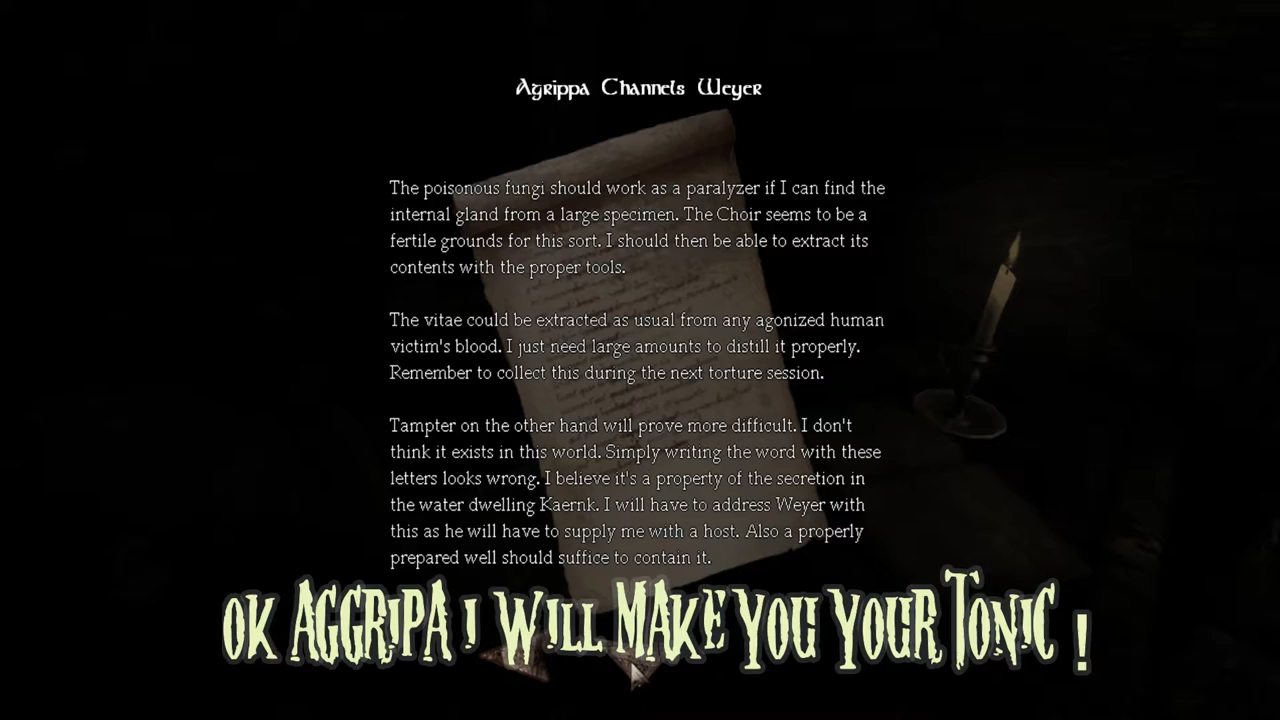 Agrippa Channels Weyer
The poisonous fungi should work as a paralyzer if I can find the
internal gland from a large specimen. The Choir seems to be a
fertile grounds for this sort. I should then be able to extract its
contents with the proper tools.
The vitae could be extracted as usual from any agonized human
victim's blood. I just need large amounts to distill it properly.
Remember to collect this during the next torture session.
Tampter on the other hand will prove more difficult. I don't
think it exists in this world. Simply writing the word with these
letters looks wrong. I believe it's a property of the secretion in
the water dwelling Kaernk. I will have to address Weyer with
this as he will have to supply me with a host. Also a properly
prepared well should suffice to contain it.
OK AGGRIPA I WILL MAKE YOU YOUR TONIC !